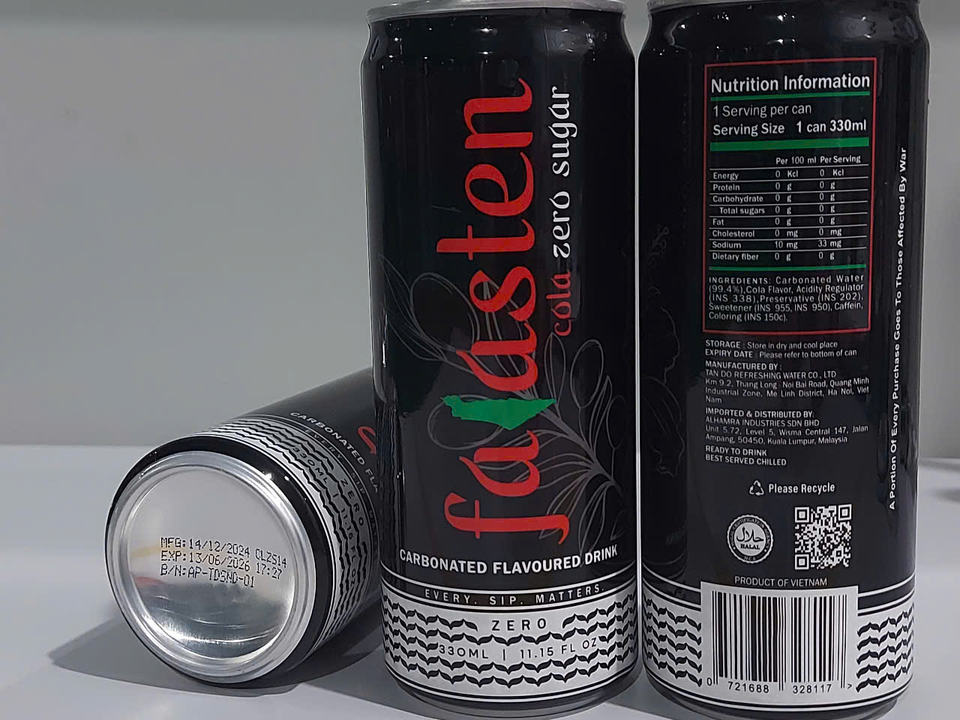 MFG:14/12/2024 CLZS14
EXP:13/06/2026 17:27
B/N:AP-TDSND-01
CARBONATED FLA
ZERO
falasten
cola zero sugar
CARBONATED FLAVOURED DRINK
EVERY. SIP. MATTERS.
ZERO
330ML | 11.15 FL OZ
Nutrition Information
1 Serving per can
Serving Size 1 can 330ml
Per 100 ml Per Serving
Energy 0 Kcl 0 Kcl
Protein 0 g 0 g
Carbohydrate 0 g 0 g
Total sugars 0 g 0 g
Fat 0 g 0 g
Cholesterol 0 mg 0 mg
Sodium 10 mg 33 mg
Dietary fiber 0 g 0 g
INGREDIENTS: Carbonated Water
(99.4%),Cola Flavor, Acidity Regulator
(INS 338),Preservative (INS 202),
Sweetener (INS 955, INS 950), Caffein,
Coloring (INS 150c).
STORAGE : Store in dry and cool place
EXPIRY DATE : Please refer to bottom of can
MANUFACTURED BY :
TAN DO REFRESHING WATER CO., LTD
Km 9.2, Thang Long - Noi Bai Road, Quang Minh
Industrial Zone, Me Linh District, Ha Noi, Viet
Nam
IMPORTED & DISTRIBUTED BY:
ALHAMRA INDUSTRIES SDN BHD
Unit 5.72, Level 5, Wisma Central 147, Jalan
Ampang, 50450, Kuala Lumpur, Malaysia
READY TO DRINK
BEST SERVED CHILLED
Please Recycle
حلال
HALAL
PRODUCT OF VIETNAM
0 721688 328117 >
A Portion Of Every Purchase Goes To Those Affected By War